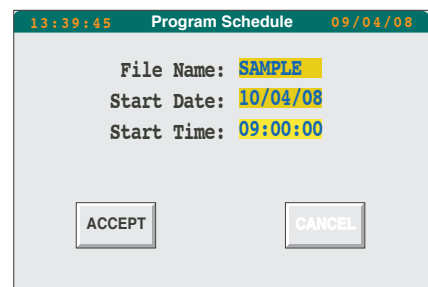 13:39:45 Program Schedule 09/04/08
File Name: SAMPLE
Start Date: 10/04/08
Start Time: 09:00:00
ACCEPT CANCEL